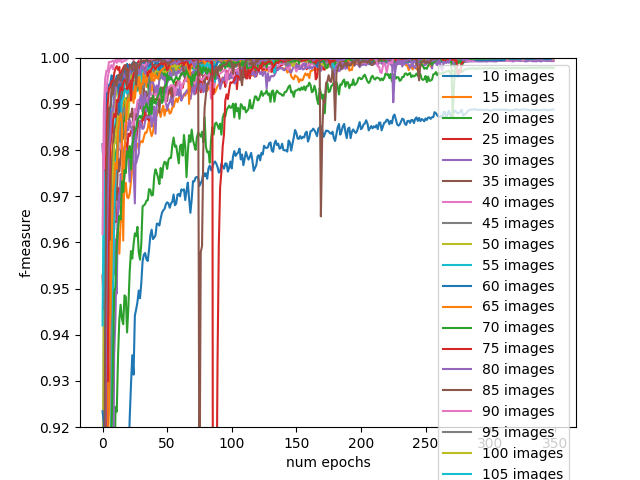 1.00
0.99
0.98
0.97
0.96
0.95
0.94
0.93
0.92
f-measure
0 50 100 150 200 250 300 350
num epochs
10 images
15 images
20 images
25 images
30 images
35 images
40 images
45 images
50 images
55 images
60 images
65 images
70 images
75 images
80 images
85 images
90 images
95 images
100 images
105 images